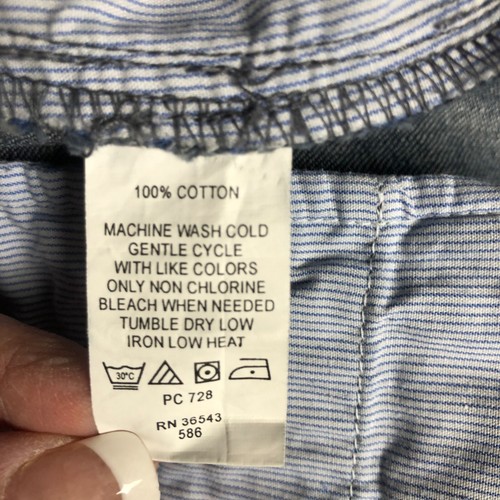 100% COTTON
MACHINE WASH COLD
GENTLE CYCLE
WITH LIKE COLORS
ONLY NON CHLORINE
BLEACH WHEN NEEDED
TUMBLE DRY LOW
IRON LOW HEAT
30°C
PC 728
RN 36543
586